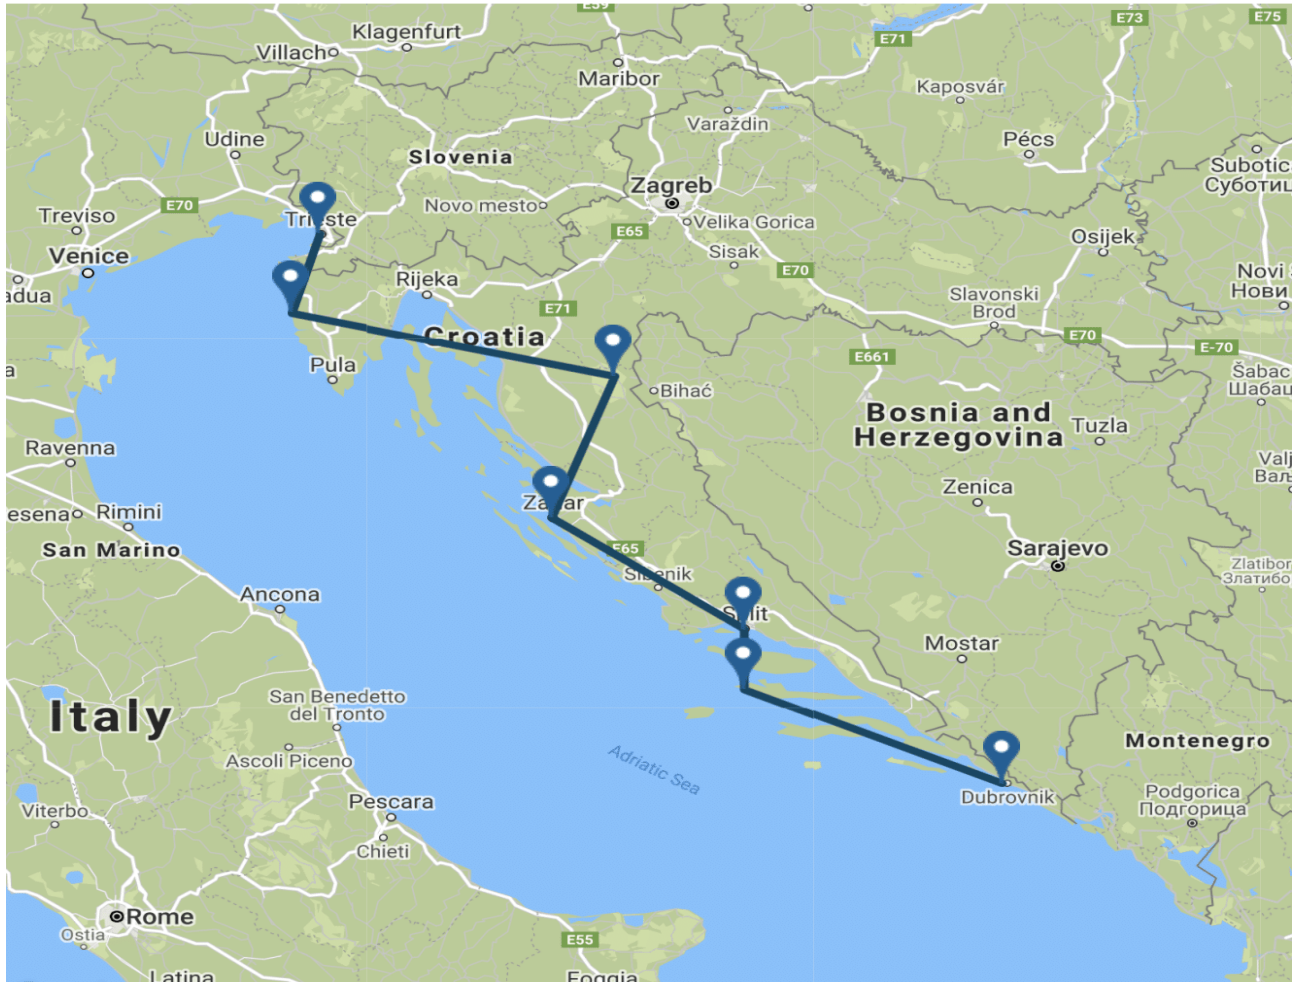 E59
E73
E75
Klagenfurt
Villach
E71
Maribor
Kaposvár
Varaždin
Udine
Pécs
Slovenia
Subotica
Суботиц
Zagreb
E70
Treviso
Trieste
Novo mesto
Velika Gorica
E65
Osijek
Venice
Sisak
Rijeka
E70
Novi
Нови
adua
Slavonski
Brod
E71
Croatia
E70
E-70
E661
Pula
Bihać
Šabac
Шабац
a
Bosnia and
Herzegovina
Tuzla
Ravenna
Valj
Ваљ
Zenica
Zadar
esena
Rimini
San Marino
E65
Sarajevo
Zlatibor
Златибо
Šibenik
Ancona
Split
Mostar
San Benedetto
del Tronto
Italy
Montenegro
Ascoli Piceno
Adriatic Sea
Dubrovnik
Podgorica
Подгорица
Viterbo
Pescara
Chieti
Rome
Ostia
E55
Latina
Foggia